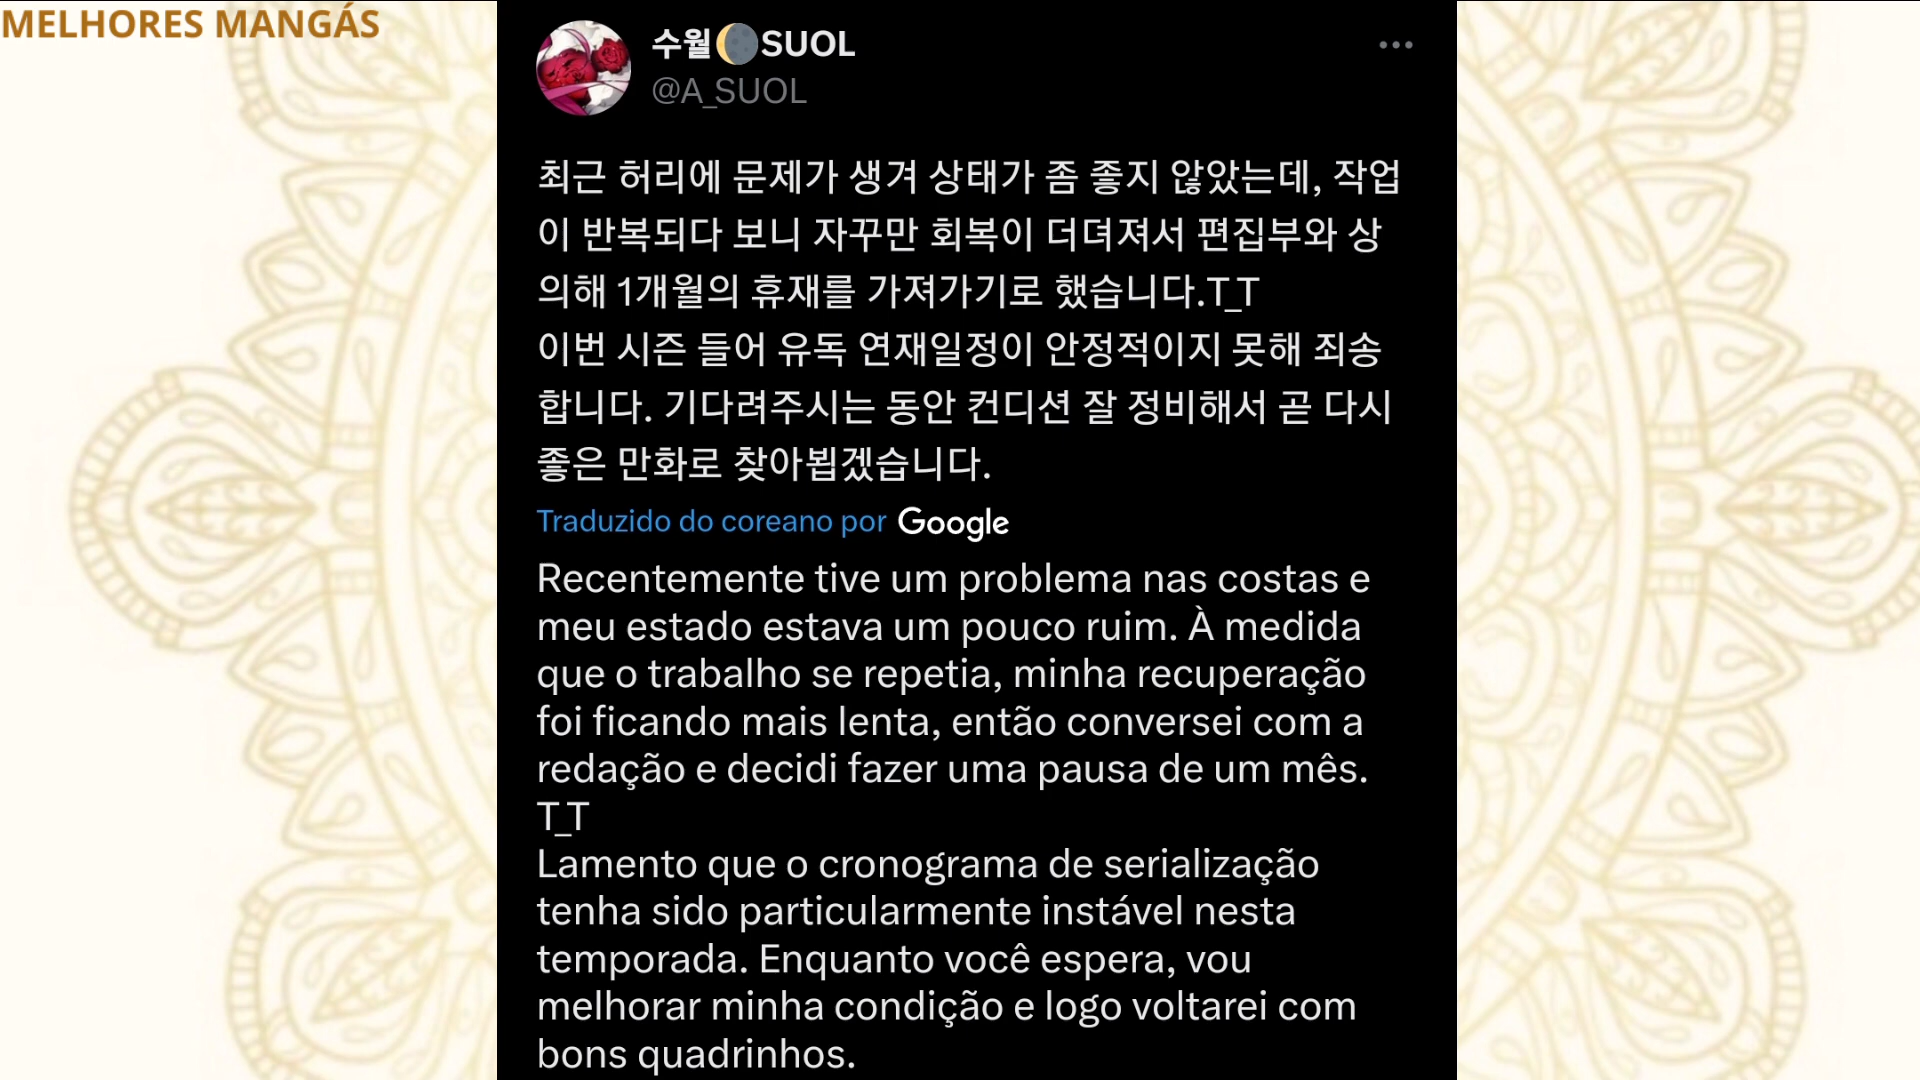 MELHORES MANGÁS
수월🌖SUOL
@A_SUOL
최근 허리에 문제가 생겨 상태가 좀 좋지 않았는데, 작업
이 반복되다 보니 자꾸만 회복이 더뎌져서 편집부와 상
의해 1개월의 휴재를 가져가기로 했습니다.T_T
이번 시즌 들어 유독 연재일정이 안정적이지 못해 죄송
합니다. 기다려주시는 동안 컨디션 잘 정비해서 곧 다시
좋은 만화로 찾아뵙겠습니다.
Traduzido do coreano por Google
Recentemente tive um problema nas costas e
meu estado estava um pouco ruim. À medida
que o trabalho se repetia, minha recuperação
foi ficando mais lenta, então conversei com a
redação e decidi fazer uma pausa de um mês.
T_T
Lamento que o cronograma de serialização
tenha sido particularmente instável nesta
temporada. Enquanto você espera, vou
melhorar minha condição e logo voltarei com
bons quadrinhos.